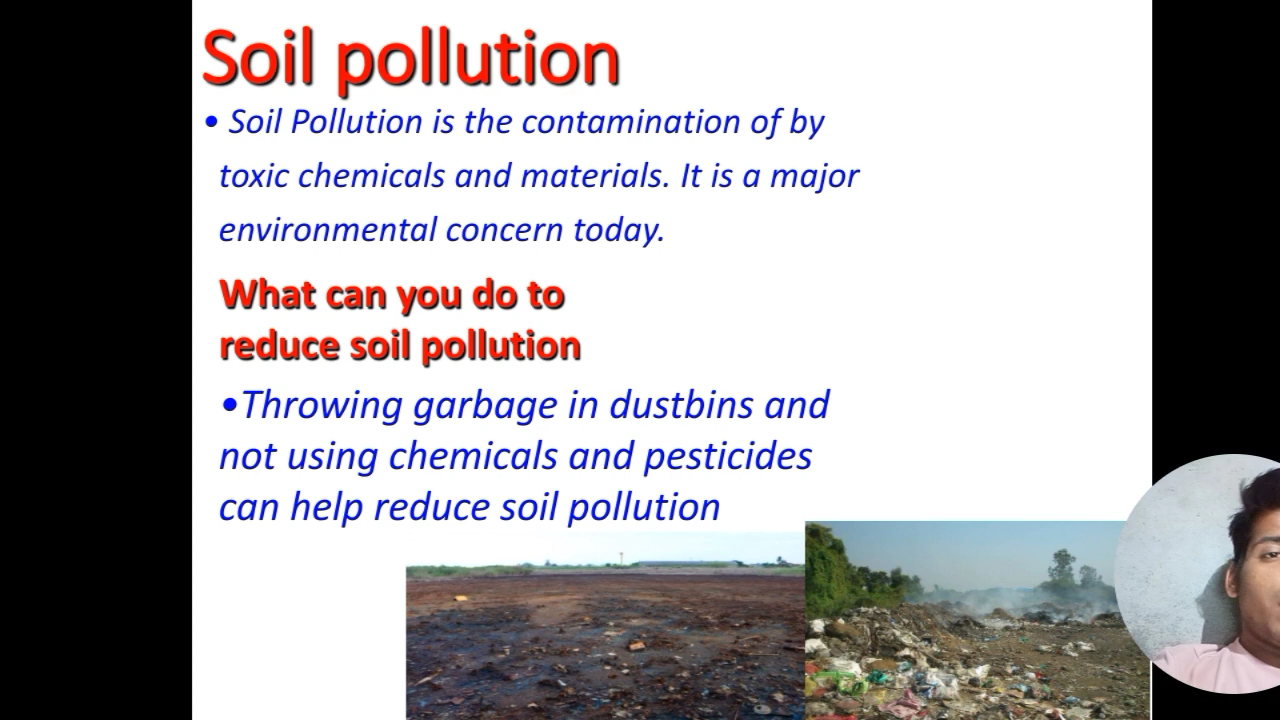 Soil pollution
• Soil Pollution is the contamination of by
toxic chemicals and materials. It is a major
environmental concern today.
What can you do to
reduce soil pollution
•Throwing garbage in dustbins and
not using chemicals and pesticides
can help reduce soil pollution